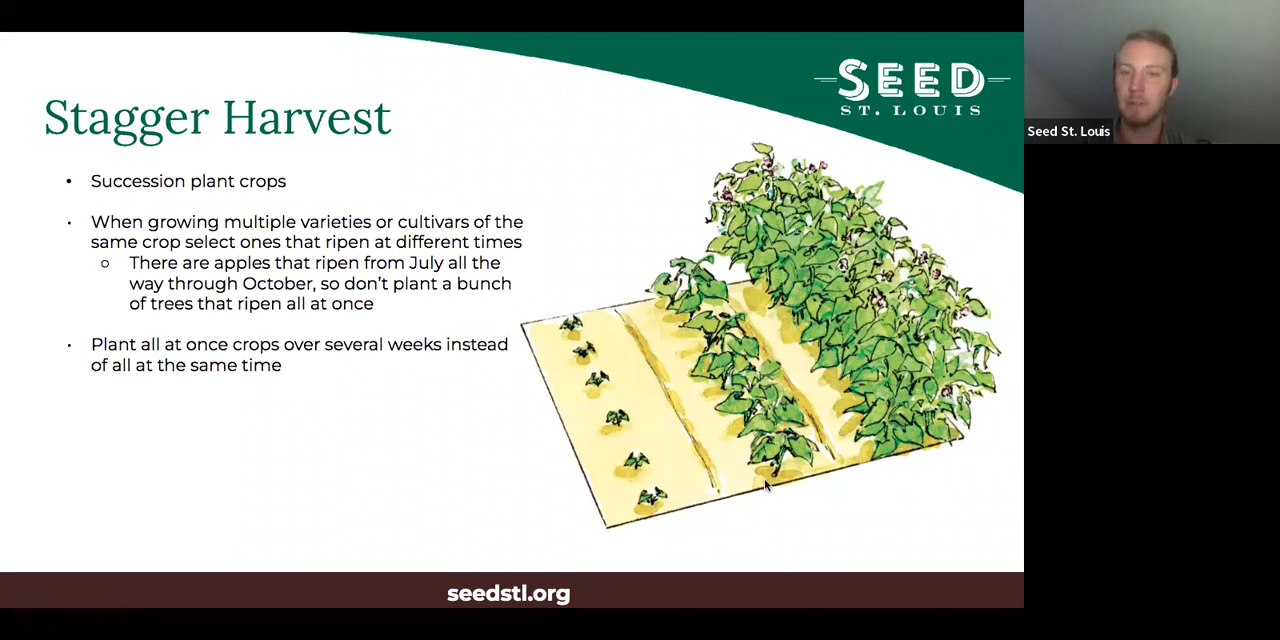 SEED
ST. LOUIS
Seed St. Louis
Stagger Harvest
• Succession plant crops
• When growing multiple varieties or cultivars of the
same crop select ones that ripen at different times
○ There are apples that ripen from July all the
way through October, so don’t plant a bunch
of trees that ripen all at once
• Plant all at once crops over several weeks instead
of all at the same time
seedstl.org